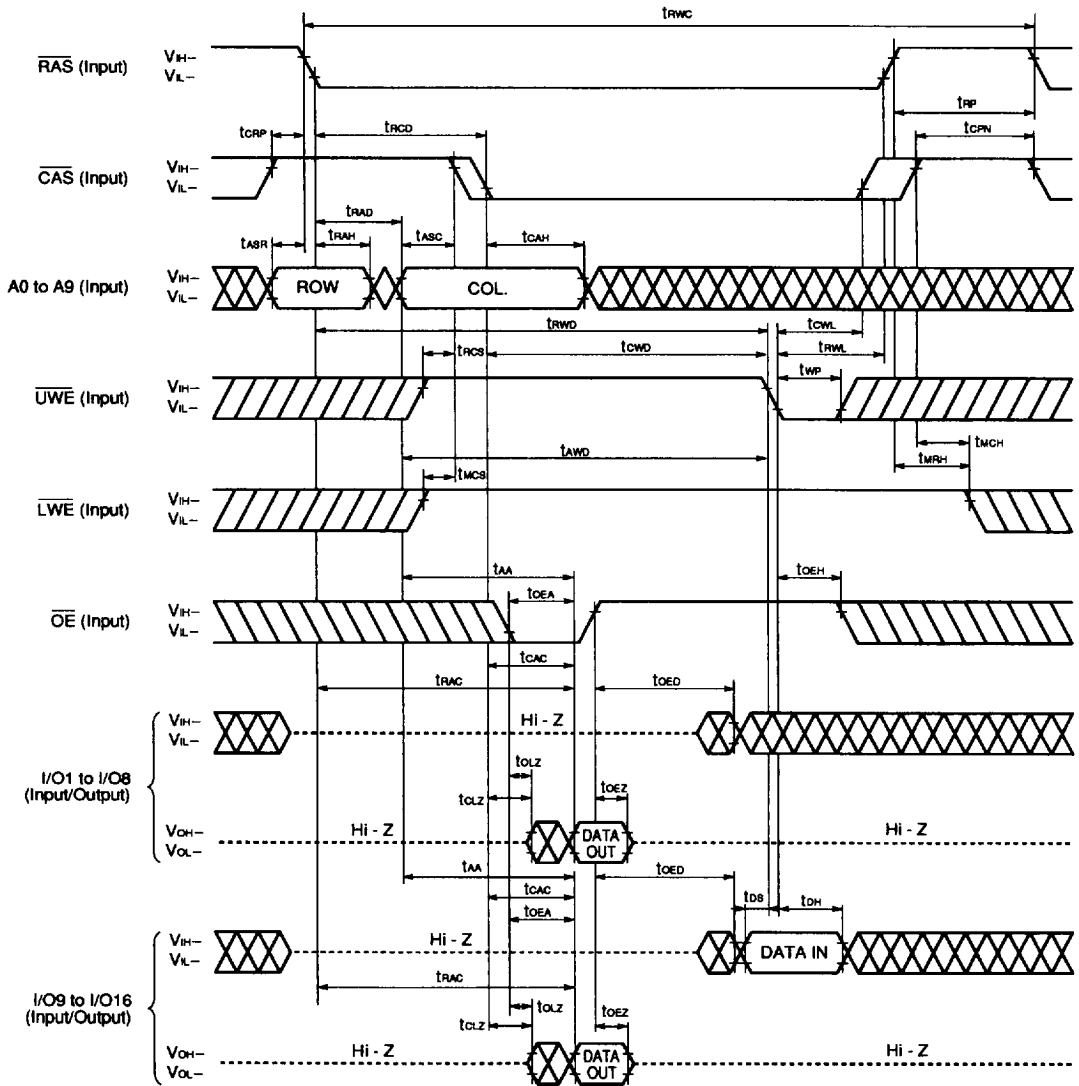 tRWC
RAS (Input)
VIH–
VIL–
tRP
tCRP
tRCD
tCPN
CAS (Input)
VIH–
VIL–
tRAD
tASR
tRAH
tASC
tCAH
A0 to A9 (Input)
VIH–
VIL–
ROW
COL.
tRWD
tCWL
tRCS
tCWD
tRWL
tWP
UWE (Input)
VIH–
VIL–
tMCH
tAWD
tMRH
tMCS
LWE (Input)
VIH–
VIL–
tAA
tOEH
tOEA
OE (Input)
VIH–
VIL–
tCAC
tRAC
tOED
VIH–
VIL–
Hi - Z
I/O1 to I/O8
(Input/Output)
tOLZ
tCLZ
tOEZ
VOH–
VOL–
Hi - Z
DATA
OUT
Hi - Z
tAA
tOED
tCAC
tOEA
tDS
tDH
VIH–
VIL–
Hi - Z
DATA IN
tRAC
I/O9 to I/O16
(Input/Output)
tOLZ
tCLZ
tOEZ
VOH–
VOL–
Hi - Z
DATA
OUT
Hi - Z